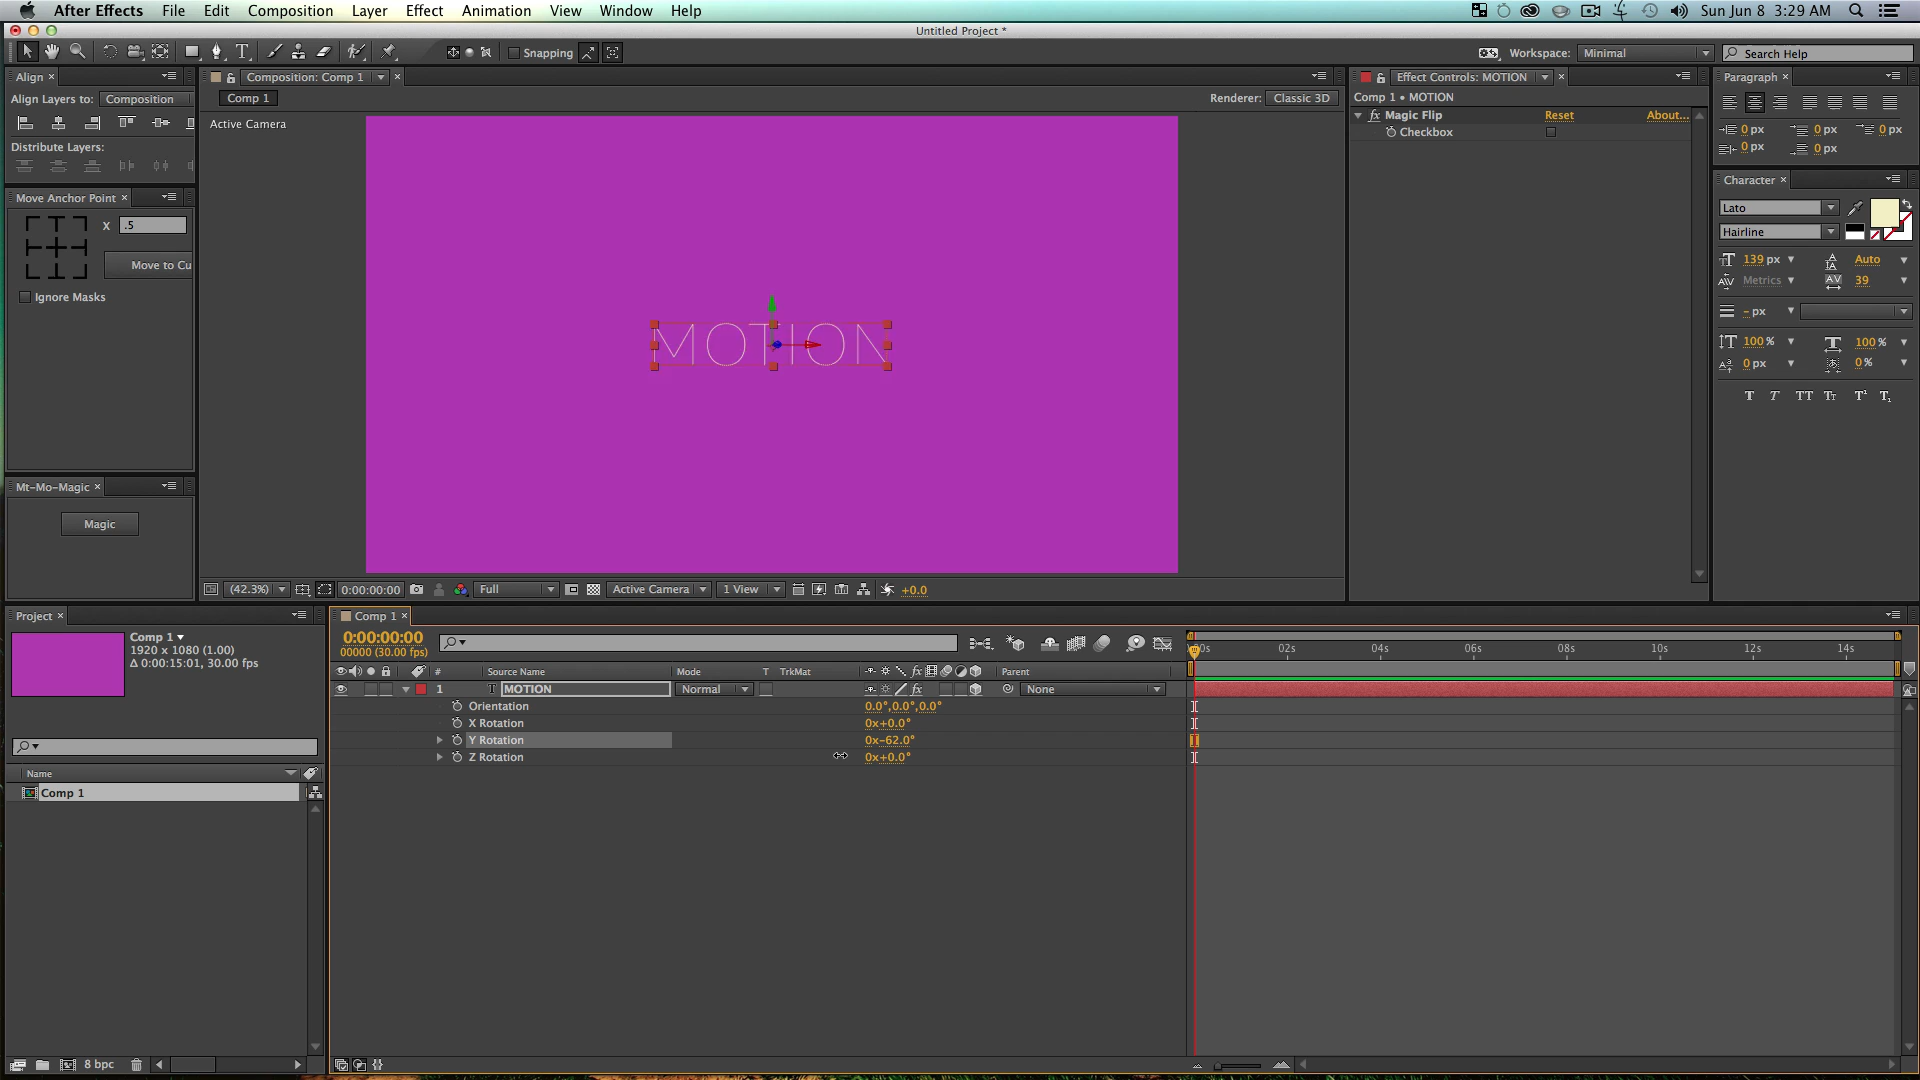 After Effects File Edit Composition Layer Effect Animation View Window Help
Sun Jun 8 3:29 AM
Untitled Project *
Snapping
Workspace: Minimal
Search Help
Align
Align Layers to: Composition
Distribute Layers:
Move Anchor Point
X .5
Move to Cu
Ignore Masks
Mt-Mo-Magic
Magic
Composition: Comp 1
Comp 1
Renderer: Classic 3D
Active Camera
MOTION
(42.3%) 0:00:00:00 Full Active Camera 1 View +0.0
Effect Controls: MOTION
Comp 1 • MOTION
fx Magic Flip Reset About...
Checkbox
Paragraph
0 px 0 px 0 px
0 px 0 px
Character
Lato
Hairline
139 px Auto
Metrics 39
- px
100 % 100 %
0 px 0 %
T T TT Tt T¹ T₁
Project
Comp 1
1920 x 1080 (1.00)
Δ 0:00:15:01, 30.00 fps
Name
Comp 1
8 bpc
Comp 1
0:00:00:00
00000 (30.00 fps)
# Source Name Mode T TrkMat fx Parent
1 T MOTION Normal fx None
Orientation 0.0°,0.0°,0.0°
X Rotation 0x+0.0°
Y Rotation 0x-62.0°
Z Rotation 0x+0.0°
02s 04s 06s 08s 10s 12s 14s